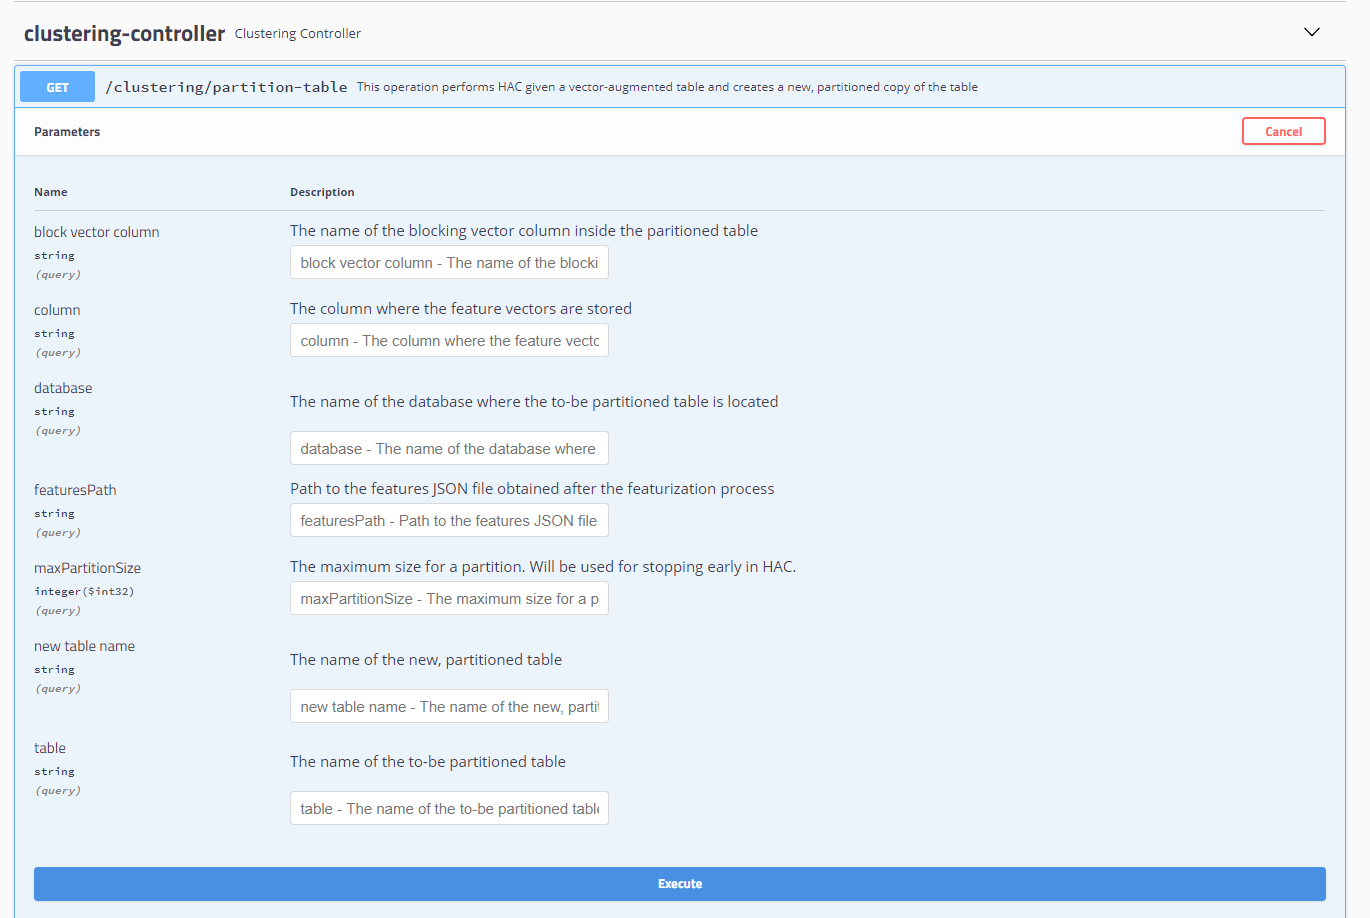 clustering-controller Clustering Controller
GET /clustering/partition-table This operation performs HAC given a vector-augmented table and creates a new, partitioned copy of the table
Parameters Cancel
Name Description
block vector column The name of the blocking vector column inside the paritioned table
string
(query)
block vector column - The name of the blocki
column The column where the feature vectors are stored
string
(query)
column - The column where the feature vecto
database
string
(query)
The name of the database where the to-be partitioned table is located
database - The name of the database where
featuresPath Path to the features JSON file obtained after the featurization process
string
(query)
featuresPath - Path to the features JSON file
maxPartitionSize The maximum size for a partition. Will be used for stopping early in HAC.
integer($int32)
(query)
maxPartitionSize - The maximum size for a p
new table name
string
(query)
The name of the new, partitioned table
new table name - The name of the new, partit
table
string
(query)
The name of the to-be partitioned table
table - The name of the to-be partitioned table
Execute